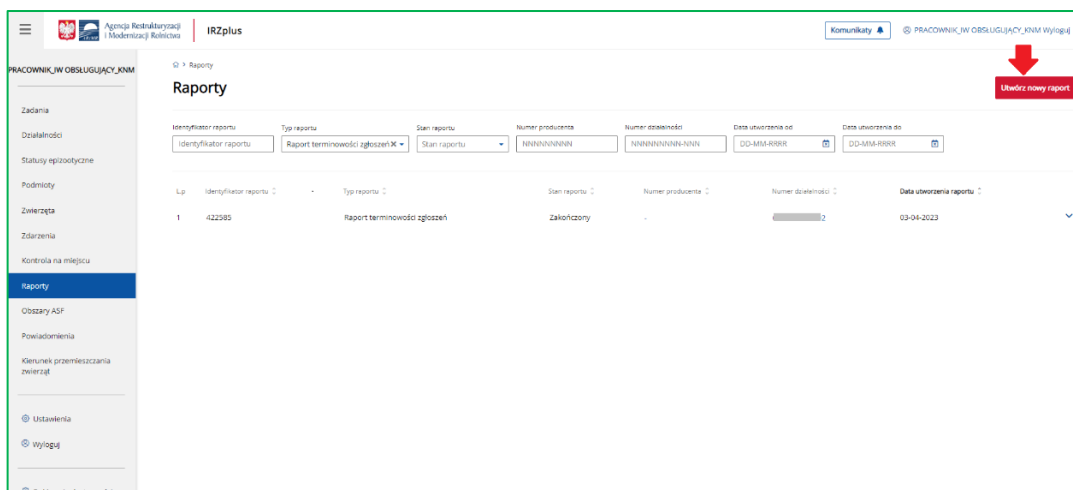 Agencja Restrukturyzacji
i Modernizacji Rolnictwa
IRZplus
Komunikaty
PRACOWNIK_IW OBSŁUGUJĄCY_KNM Wyloguj
PRACOWNIK_IW OBSŁUGUJĄCY_KNM
> Raporty
Raporty
Utwórz nowy raport
Zadania
Działalności
Statusy epizootyczne
Podmioty
Zwierzęta
Zdarzenia
Kontrola na miejscu
Raporty
Obszary ASF
Powiadomienia
Kierunek przemieszczania
zwierząt
Ustawienia
Wyloguj
Identyfikator raportu Typ raportu Stan raportu Numer producenta Numer działalności Data utworzenia od Data utworzenia do
Identyfikator raportu Raport terminowości zgłoszeń X Stan raportu NNNNNNNNN NNNNNNNNN-NNN DD-MM-RRRR DD-MM-RRRR
L.p Identyfikator raportu - Typ raportu Stan raportu Numer producenta Numer działalności Data utworzenia raportu
1 422585 Raport terminowości zgłoszeń Zakończony - 2 03-04-2023